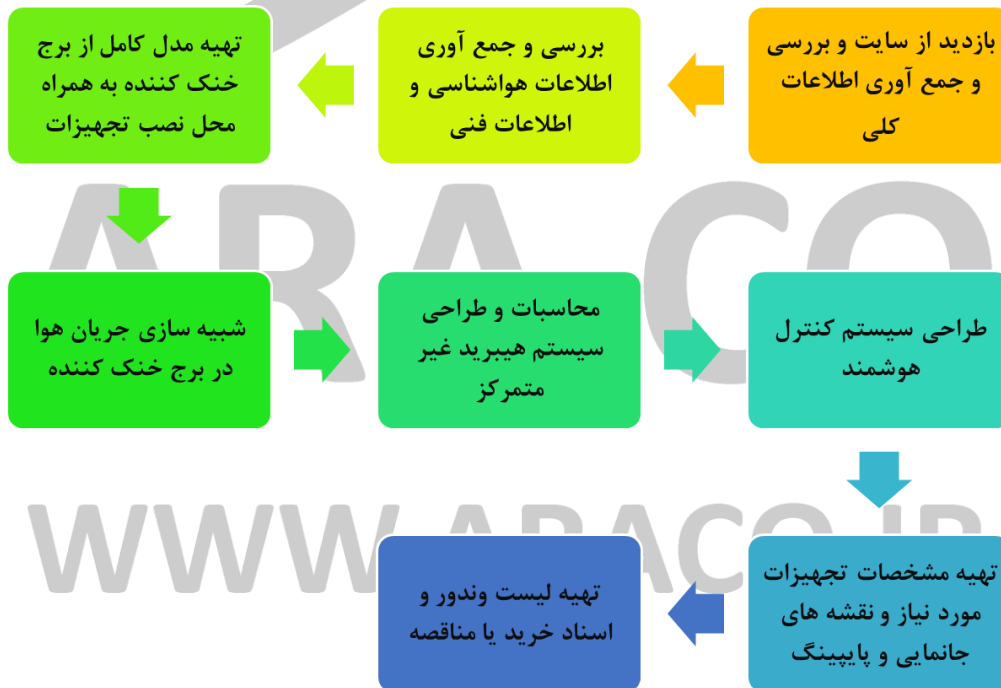 بازدید از سایت و بررسی
و جمع آوری اطلاعات
کلی
بررسی و جمع آوری
اطلاعات هواشناسی و
اطلاعات فنی
تهیه مدل کامل از برج
خنک کننده به همراه
محل نصب تجهیزات
شبیه سازی جریان هوا
در برج خنک کننده
محاسبات و طراحی
سیستم هیبرید غیر
متمرکز
طراحی سیستم کنترل
هوشمند
تهیه مشخصات تجهیزات
مورد نیاز و نقشه های
جانمایی و پایپینگ
تهیه لیست وندور و
اسناد خرید یا مناقصه
ARA CO
WWW.ARACO.IR